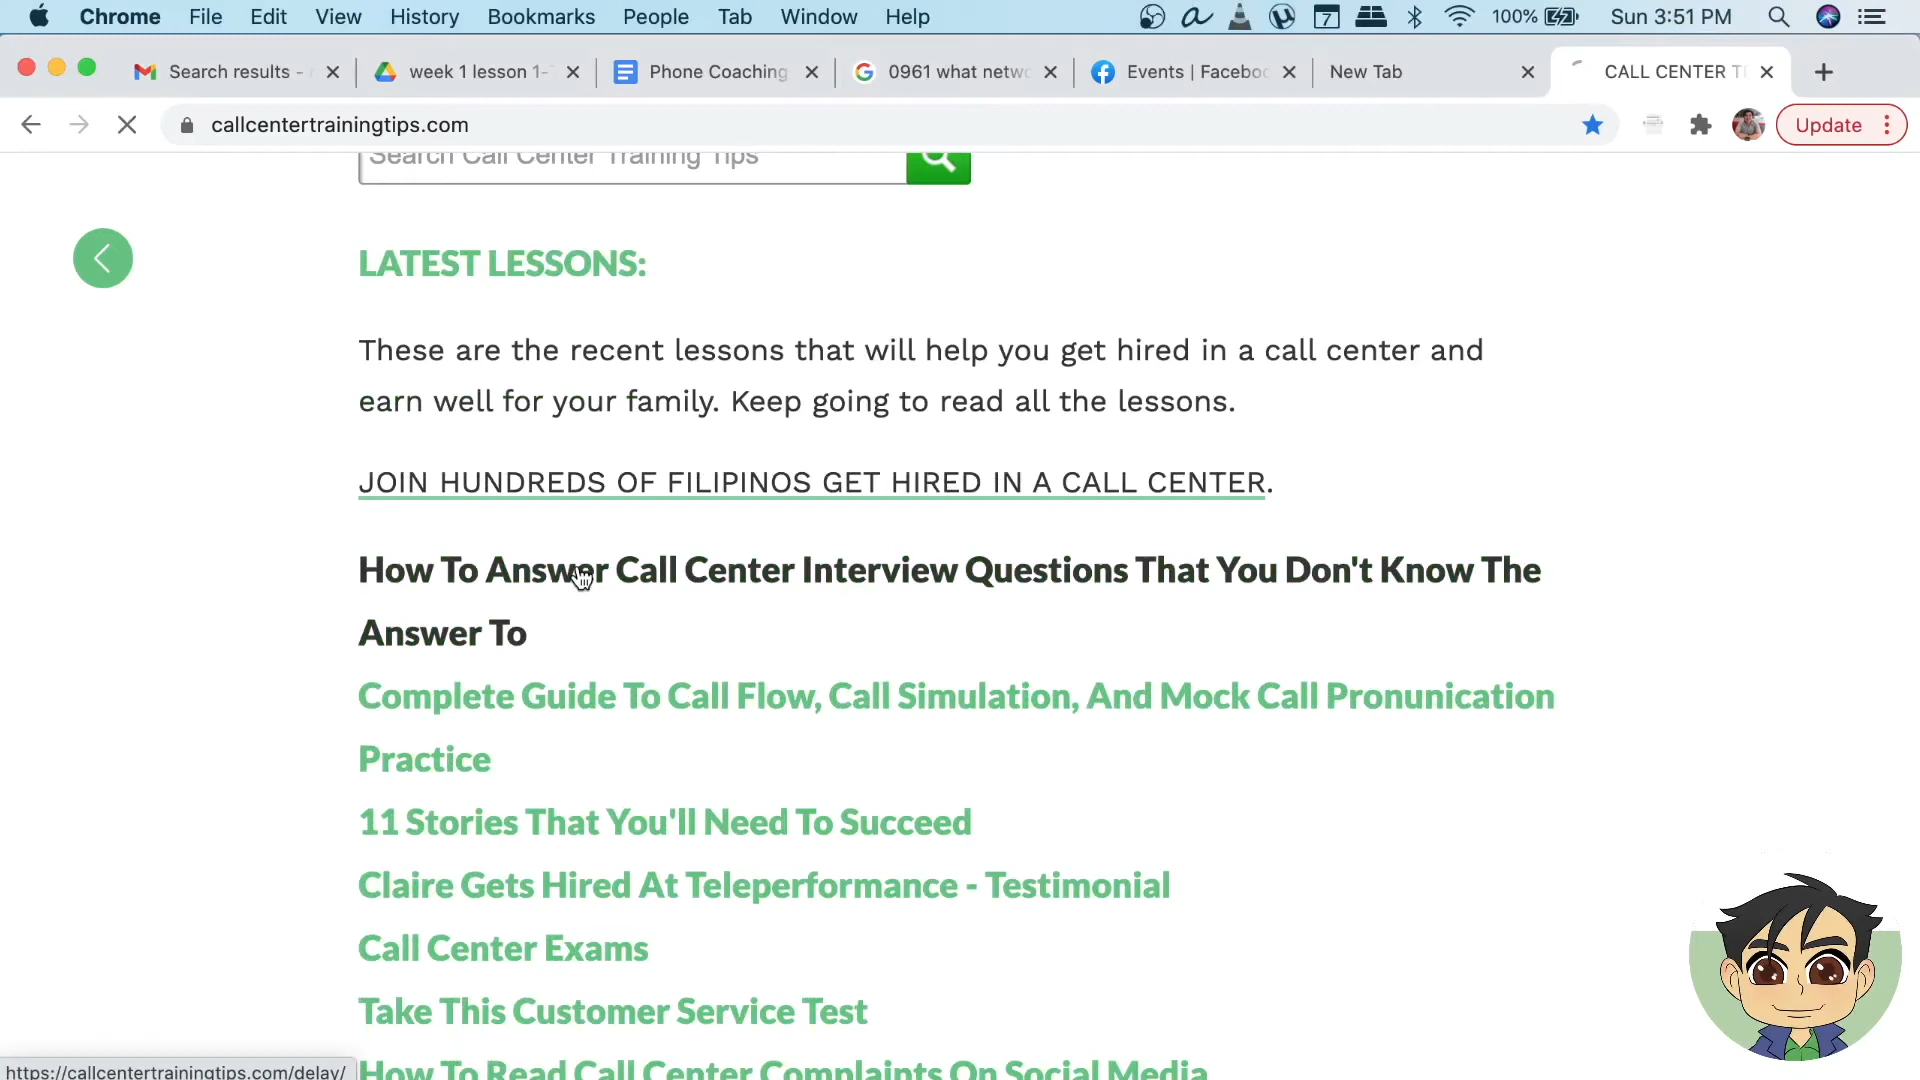 Chrome File Edit View History Bookmarks People Tab Window Help 7 100% Sun 3:51 PM
Search results - week 1 lesson 1- Phone Coaching 0961 what netwo Events | Faceboo New Tab CALL CENTER T
callcentertrainingtips.com Update
Search Call Center Training Tips
LATEST LESSONS:
These are the recent lessons that will help you get hired in a call center and
earn well for your family. Keep going to read all the lessons.
JOIN HUNDREDS OF FILIPINOS GET HIRED IN A CALL CENTER.
How To Answer Call Center Interview Questions That You Don't Know The
Answer To
Complete Guide To Call Flow, Call Simulation, And Mock Call Pronunication
Practice
11 Stories That You'll Need To Succeed
Claire Gets Hired At Teleperformance - Testimonial
Call Center Exams
Take This Customer Service Test
How To Read Call Center Complaints On Social Media
https://callcentertrainingtips.com/delay/